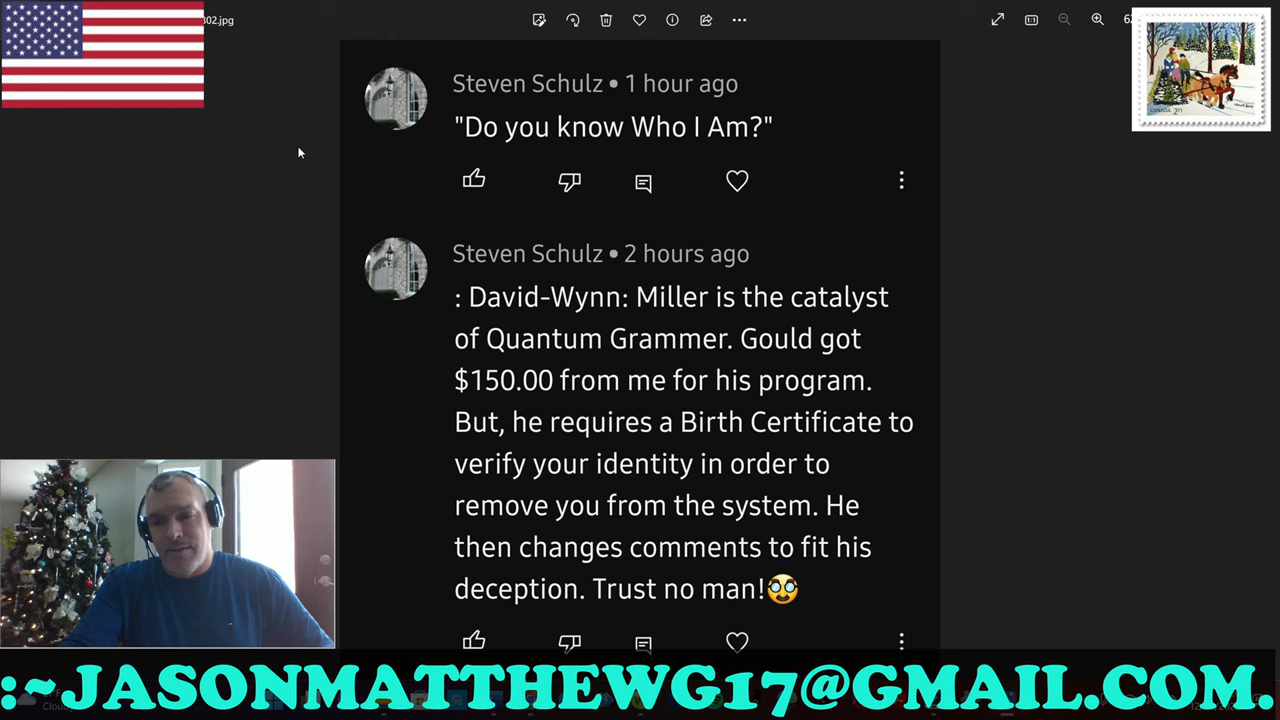 302.jpg
Steven Schulz • 1 hour ago
"Do you know Who I Am?"
Steven Schulz • 2 hours ago
: David-Wynn: Miller is the catalyst
of Quantum Grammer. Gould got
$150.00 from me for his program.
But, he requires a Birth Certificate to
verify your identity in order to
remove you from the system. He
then changes comments to fit his
deception. Trust no man!🥸
CANADA
:~JASONMATTHEWG17@GMAIL.COM.